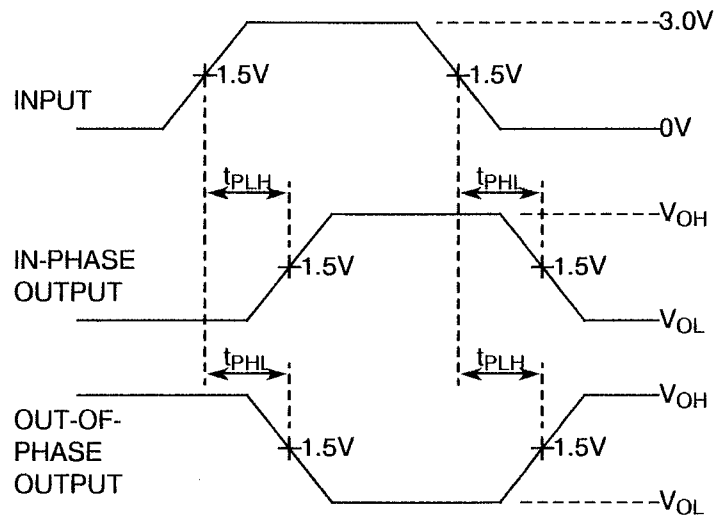 3.0V
1.5V
1.5V
INPUT
0V
tPLH
tPHL
VOH
IN-PHASE
OUTPUT
1.5V
1.5V
VOL
tPHL
tPLH
VOH
OUT-OF-
PHASE
OUTPUT
1.5V
1.5V
VOL